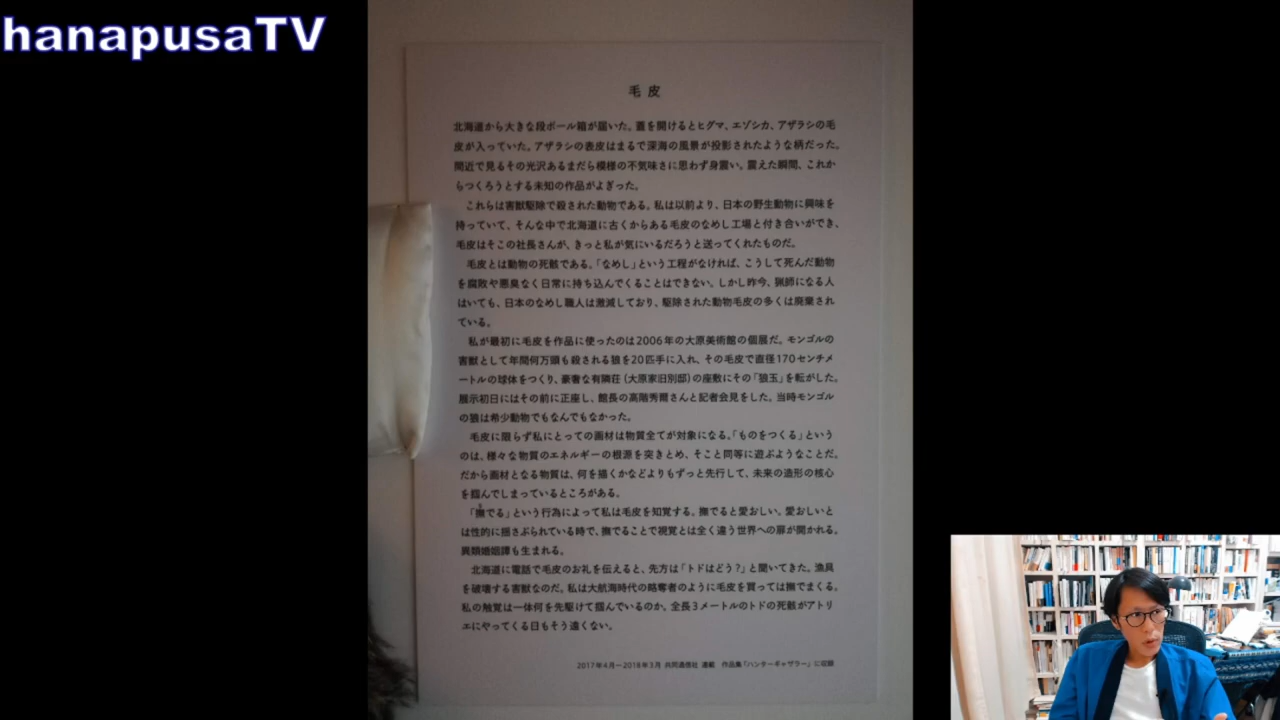 hanapusaTV
毛皮
北海道から大きな段ボール箱が届いた。蓋を開けるとヒグマ、エゾシカ、アザラシの毛
皮が入っていた。アザラシの表皮はまるで深海の風景が投影されたような柄だった。
間近で見るその光沢あるまだら模様の不気味さに思わず身震い。震えた瞬間、これか
らつくろうとする未知の作品がよぎった。
これらは害獣駆除で殺された動物である。私は以前より、日本の野生動物に興味を
持っていて、そんな中で北海道に古くからある毛皮のなめし工場と付き合いができ、
毛皮はそこの社長さんが、きっと私が気にいるだろうと送ってくれたものだ。
毛皮とは動物の死骸である。「なめし」という工程がなければ、こうして死んだ動物
を腐敗や悪臭なく日常に持ち込んでくることはできない。しかし昨今、猟師になる人
はいても、日本のなめし職人は激減しており、駆除された動物毛皮の多くは廃棄され
ている。
私が最初に毛皮を作品に使ったのは2006年の大原美術館の個展だ。モンゴルの
害獣として年間何万頭も殺される狼を20匹手に入れ、その毛皮で直径170センチメ
ートルの球体をつくり、豪奢な有隣荘（大原家旧別邸）の座敷にその「狼玉」を転がした。
展示初日にはその前に正座し、館長の高階秀爾さんと記者会見をした。当時モンゴル
の狼は希少動物でもなんでもなかった。
毛皮に限らず私にとっての画材は物質全てが対象になる。「ものをつくる」という
のは、様々な物質のエネルギーの根源を突きとめ、そこと同等に遊ぶようなことだ。
だから画材となる物質は、何を描くかなどよりもずっと先行して、未来の造形の核心
を掴んでしまっているところがある。
「撫でる」という行為によって私は毛皮を知覚する。撫でると愛おしい。愛おしいと
は性的に揺さぶられている時で、撫でることで視覚とは全く違う世界への扉が開かれる。
異類婚姻譚も生まれる。
北海道に電話で毛皮のお礼を伝えると、先方は「トドはどう？」と聞いてきた。漁具
を破壊する害獣なのだ。私は大航海時代の略奪者のように毛皮を買っては撫でまくる。
私の触覚は一体何を先駆けて掴んでいるのか。全長3メートルのトドの死骸がアトリ
エにやってくる日もそう遠くない。
2017年4月－2018年3月 共同通信社 連載 作品集「ハンターギャザラー」に収録